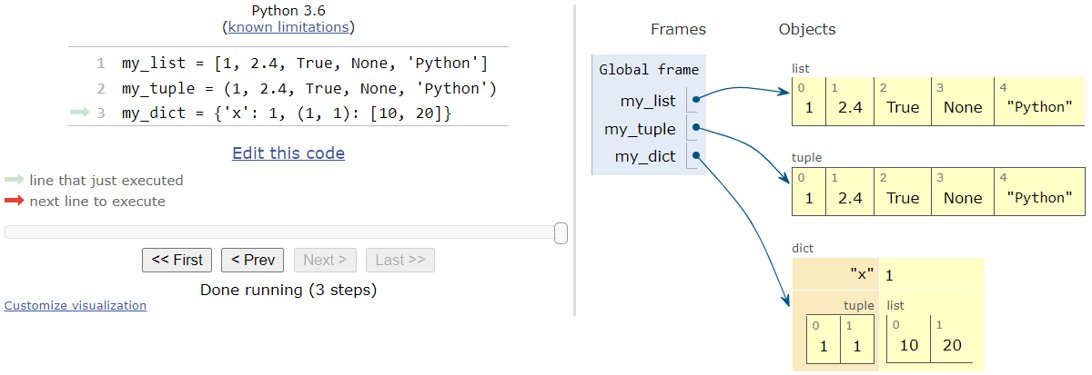 Python 3.6
(known limitations)
1 my_list = [1, 2.4, True, None, 'Python']
2 my_tuple = (1, 2.4, True, None, 'Python')
3 my_dict = {'x': 1, (1, 1): [10, 20]}
Edit this code
line that just executed
next line to execute
<< First < Prev Next > Last >>
Done running (3 steps)
Customize visualization
Frames Objects
Global frame
my_list
my_tuple
my_dict
list
0 1 2 3 4
1 2.4 True None "Python"
tuple
0 1 2 3 4
1 2.4 True None "Python"
dict
"x" 1
tuple list
0 1 0 1
1 1 10 20